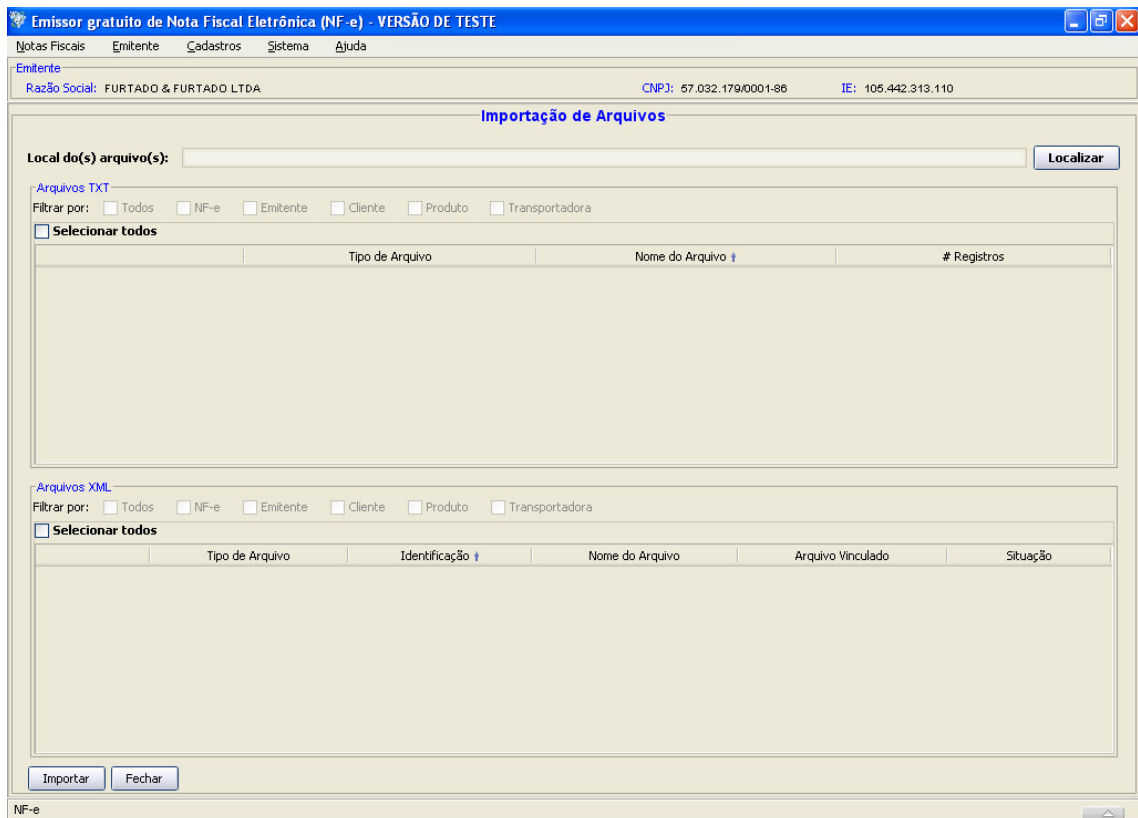 Emissor gratuito de Nota Fiscal Eletrônica (NF-e) - VERSÃO DE TESTE
Notas Fiscais Emitente Cadastros Sistema Ajuda
Emitente
Razão Social: FURTADO & FURTADO LTDA CNPJ: 57.032.179/0001-86 IE: 105.442.313.110
Importação de Arquivos
Local do(s) arquivo(s): Localizar
Arquivos TXT
Filtrar por: Todos NF-e Emitente Cliente Produto Transportadora
Selecionar todos
Tipo de Arquivo Nome do Arquivo # Registros
Arquivos XML
Filtrar por: Todos NF-e Emitente Cliente Produto Transportadora
Selecionar todos
Tipo de Arquivo Identificação Nome do Arquivo Arquivo Vinculado Situação
Importar Fechar
NF-e